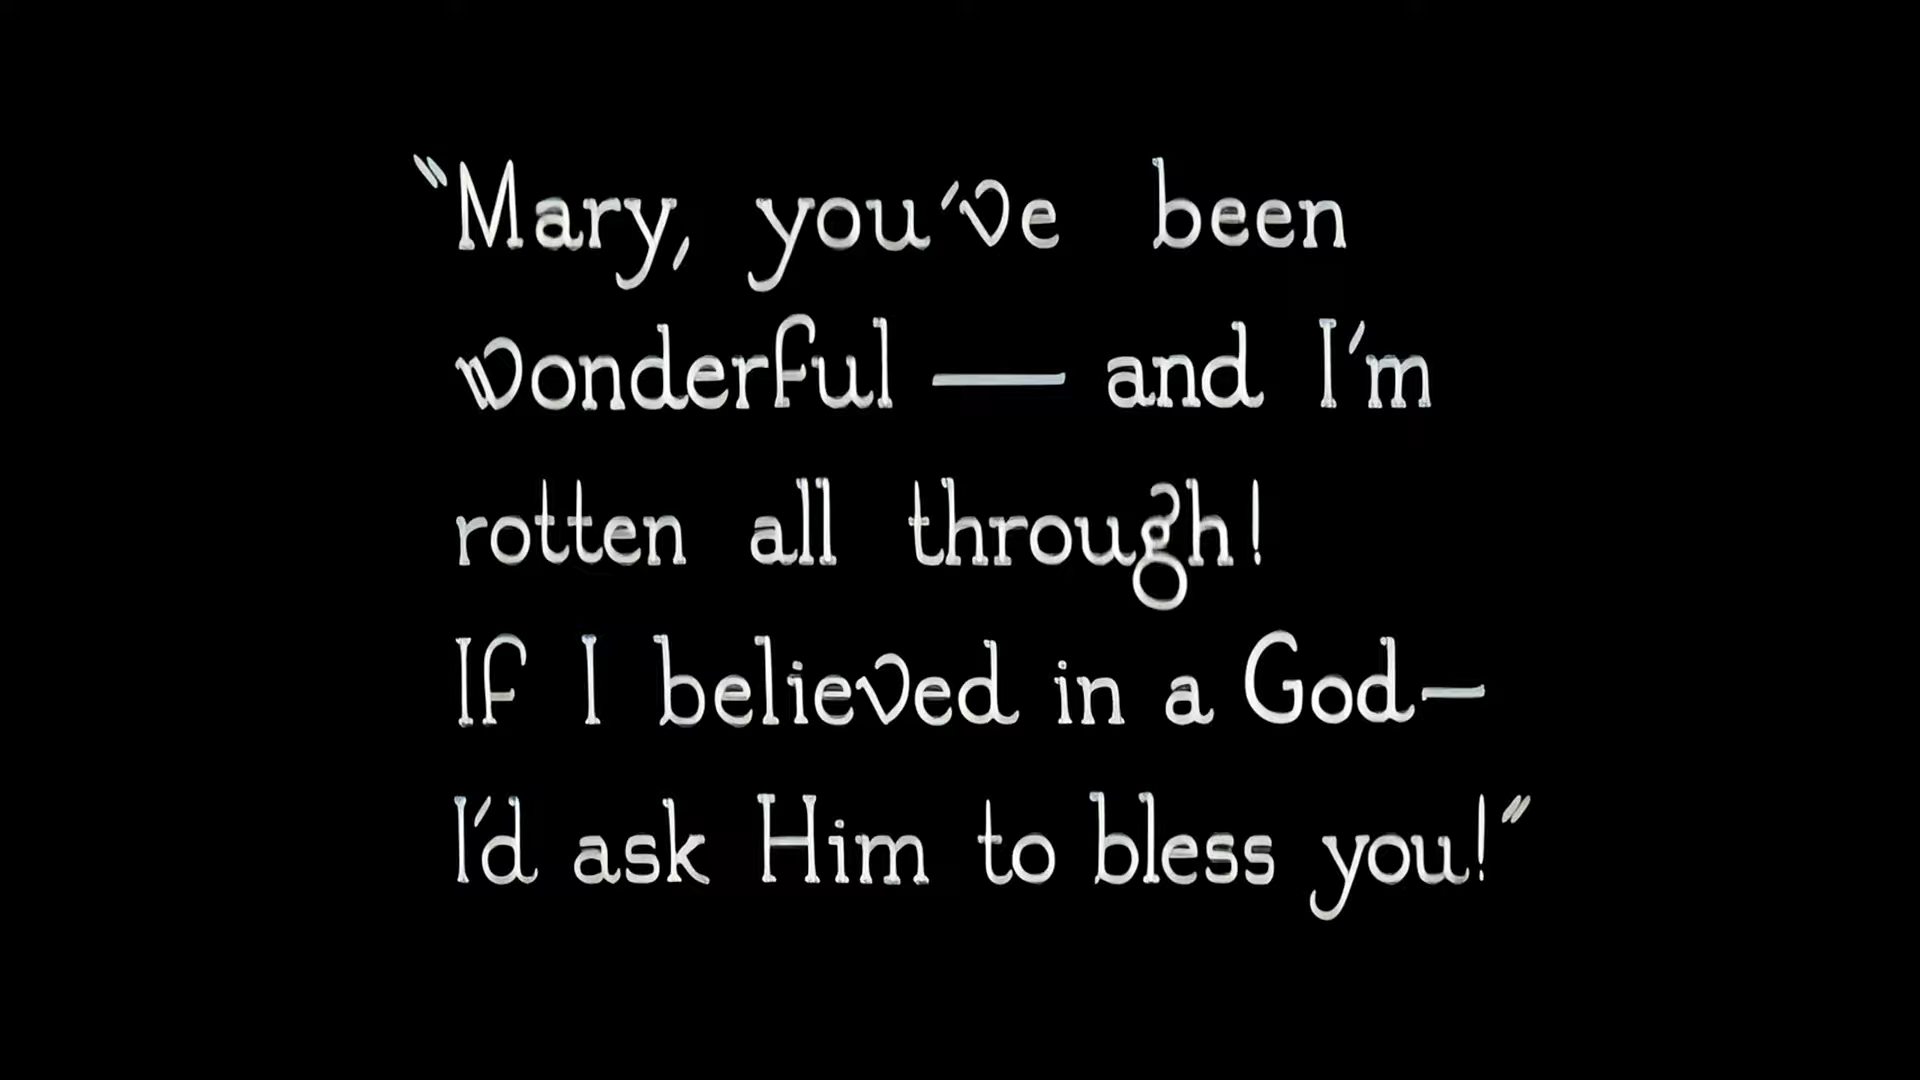 “Mary, you've been
wonderful — and I'm
rotten all through!
If I believed in a God—
I'd ask Him to bless you!”